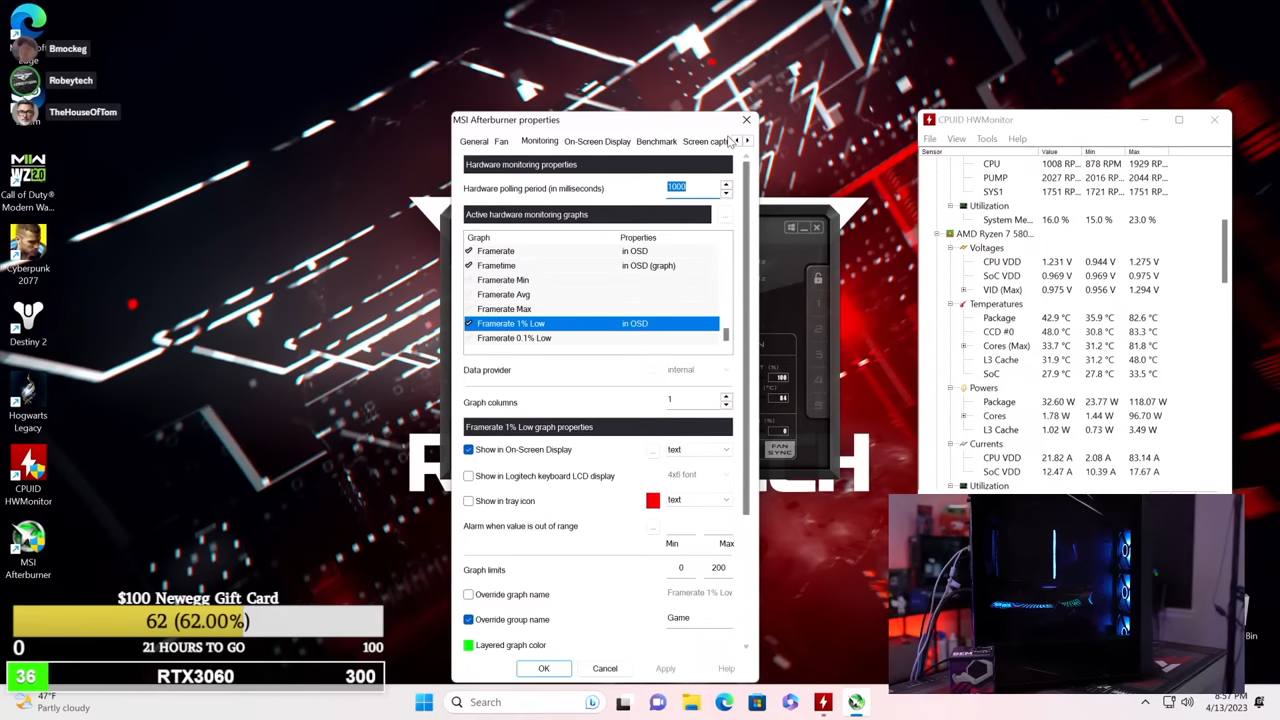 Edge
Bmockeg
Robeytech
TheHouseOfTom
Call of Duty®
Modern Wa...
Cyberpunk
2077
Destiny 2
Hogwarts
Legacy
CPUID
HWMonitor
MSI
Afterburner
$100 Newegg Gift Card
62 (62.00%)
0
21 HOURS TO GO
100
36
RTX3060
300
47°F
Partly cloudy
MSI Afterburner properties
General
Fan
Monitoring
On-Screen Display
Benchmark
Screen captu
Hardware monitoring properties
Hardware polling period (in milliseconds)
1000
Active hardware monitoring graphs
...
Graph
Properties
Framerate
in OSD
Frametime
in OSD (graph)
Framerate Min
Framerate Avg
Framerate Max
Framerate 1% Low
in OSD
Framerate 0.1% Low
Data provider
internal
Graph columns
1
Framerate 1% Low graph properties
Show in On-Screen Display
...
text
Show in Logitech keyboard LCD display
4x6 font
Show in tray icon
text
Alarm when value is out of range
...
Min
Max
Graph limits
0
200
Override graph name
Framerate 1% Low
Override group name
Game
Layered graph color
OK
Cancel
Apply
Help
FAN
SYNC
CPUID HWMonitor
File
View
Tools
Help
Sensor
Value
Min
Max
CPU
1008 RP...
878 RPM
1929 RP...
PUMP
2027 RP...
2016 RP...
2044 RP...
SYS1
1751 RP...
1721 RP...
1751 RP...
Utilization
System Me...
16.0 %
15.0 %
23.0 %
AMD Ryzen 7 580...
Voltages
CPU VDD
1.231 V
0.944 V
1.275 V
SoC VDD
0.969 V
0.969 V
0.975 V
VID (Max)
0.975 V
0.956 V
1.294 V
Temperatures
Package
42.9 °C
35.9 °C
82.6 °C
CCD #0
48.0 °C
30.8 °C
83.3 °C
Cores (Max)
33.7 °C
31.2 °C
81.8 °C
L3 Cache
31.9 °C
31.2 °C
48.0 °C
SoC
27.9 °C
27.8 °C
33.5 °C
Powers
Package
32.60 W
23.77 W
118.07 W
Cores
1.78 W
1.44 W
96.70 W
L3 Cache
1.02 W
0.73 W
3.49 W
Currents
CPU VDD
21.82 A
2.08 A
83.14 A
SoC VDD
12.47 A
10.39 A
17.67 A
Utilization
Bin
Search
8:57 PM
4/13/2023